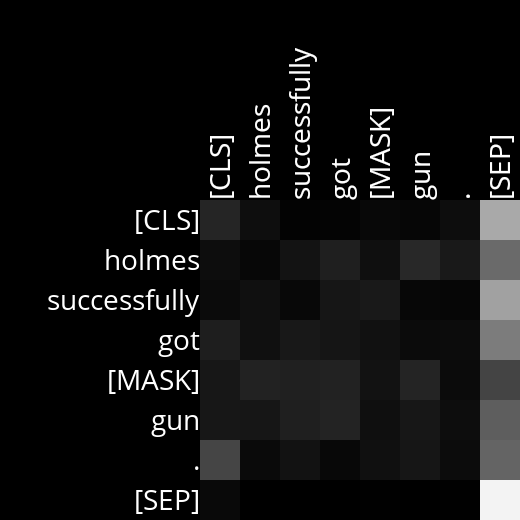 [CLS]
holmes
successfully
got
[MASK]
gun
.
[SEP]
[CLS]
holmes
successfully
got
[MASK]
gun
.
[SEP]